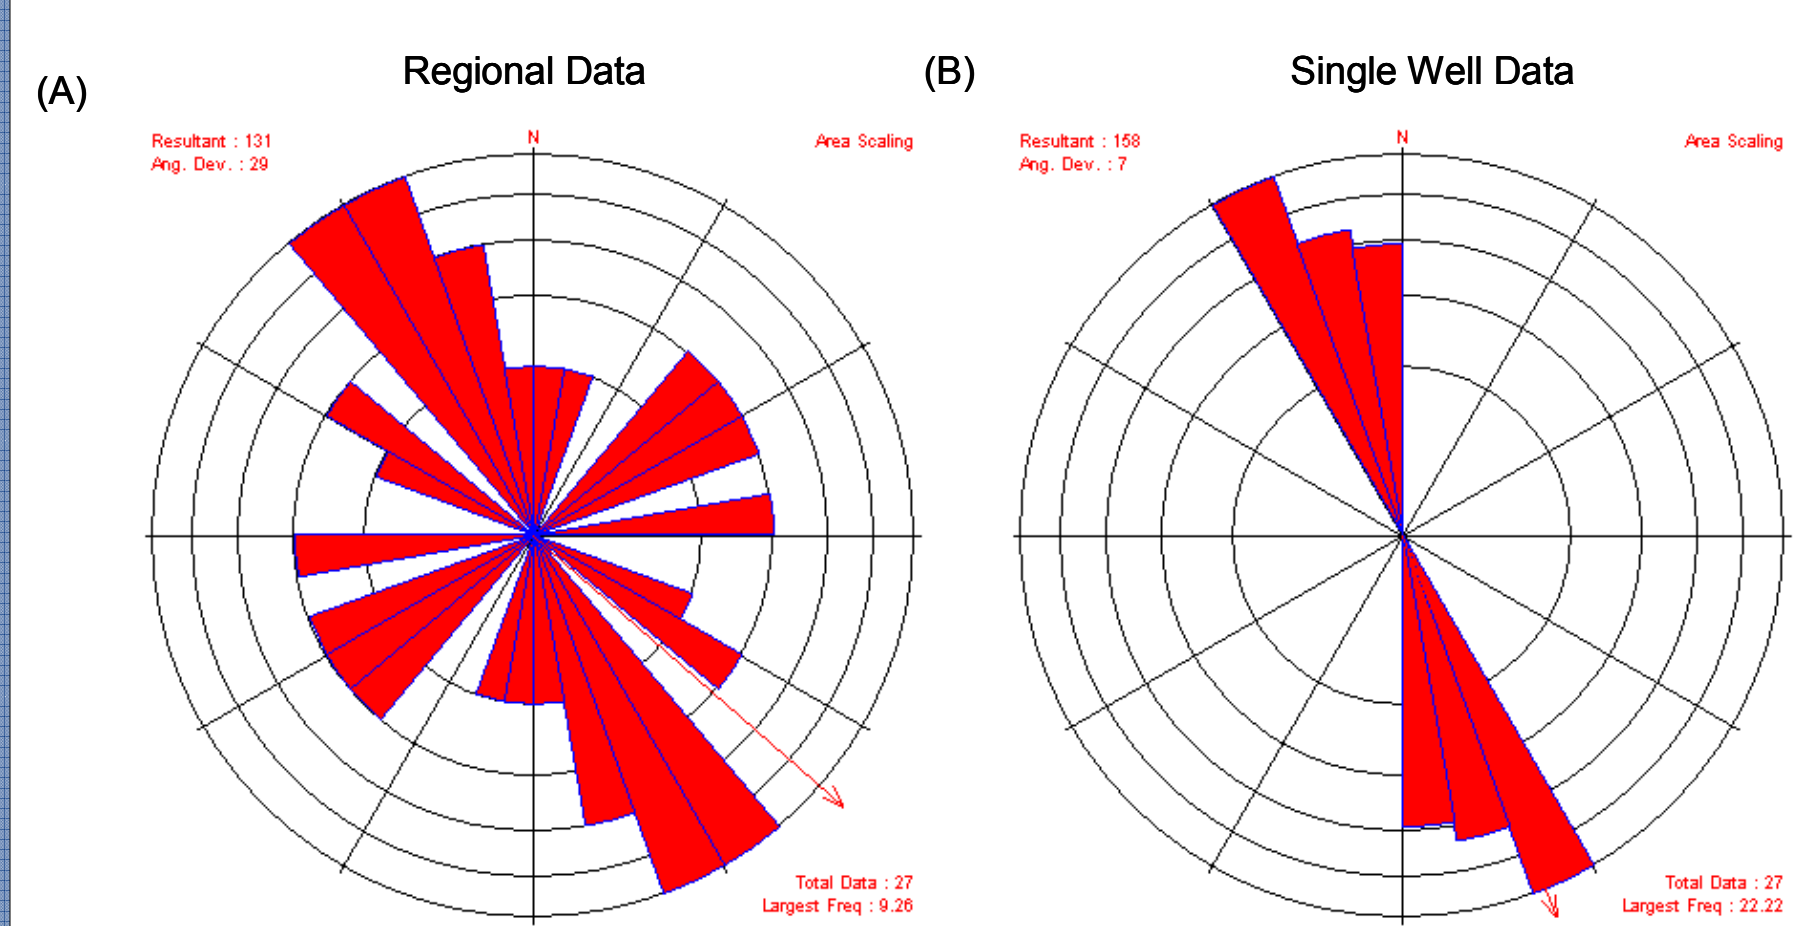 (A)
Regional Data
Resultant : 131
Ang. Dev. : 29
N
Area Scaling
Total Data : 27
Largest Freq : 9.26
(B)
Single Well Data
Resultant : 158
Ang. Dev. : 7
N
Area Scaling
Total Data : 27
Largest Freq : 22.22